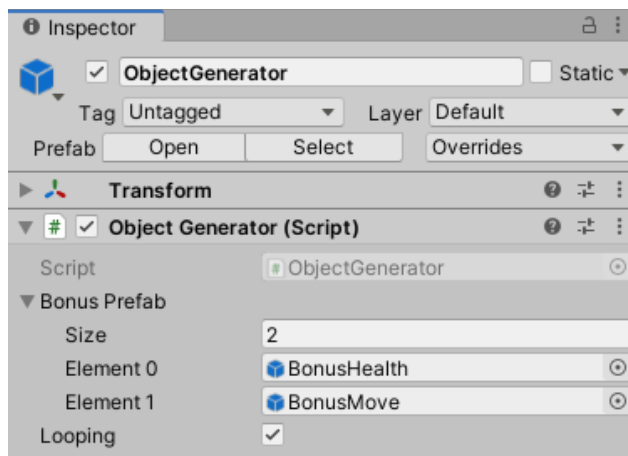 Inspector
ObjectGenerator Static
Tag Untagged Layer Default
Prefab Open Select Overrides
Transform
# Object Generator (Script)
Script # ObjectGenerator
Bonus Prefab
Size 2
Element 0 BonusHealth
Element 1 BonusMove
Looping